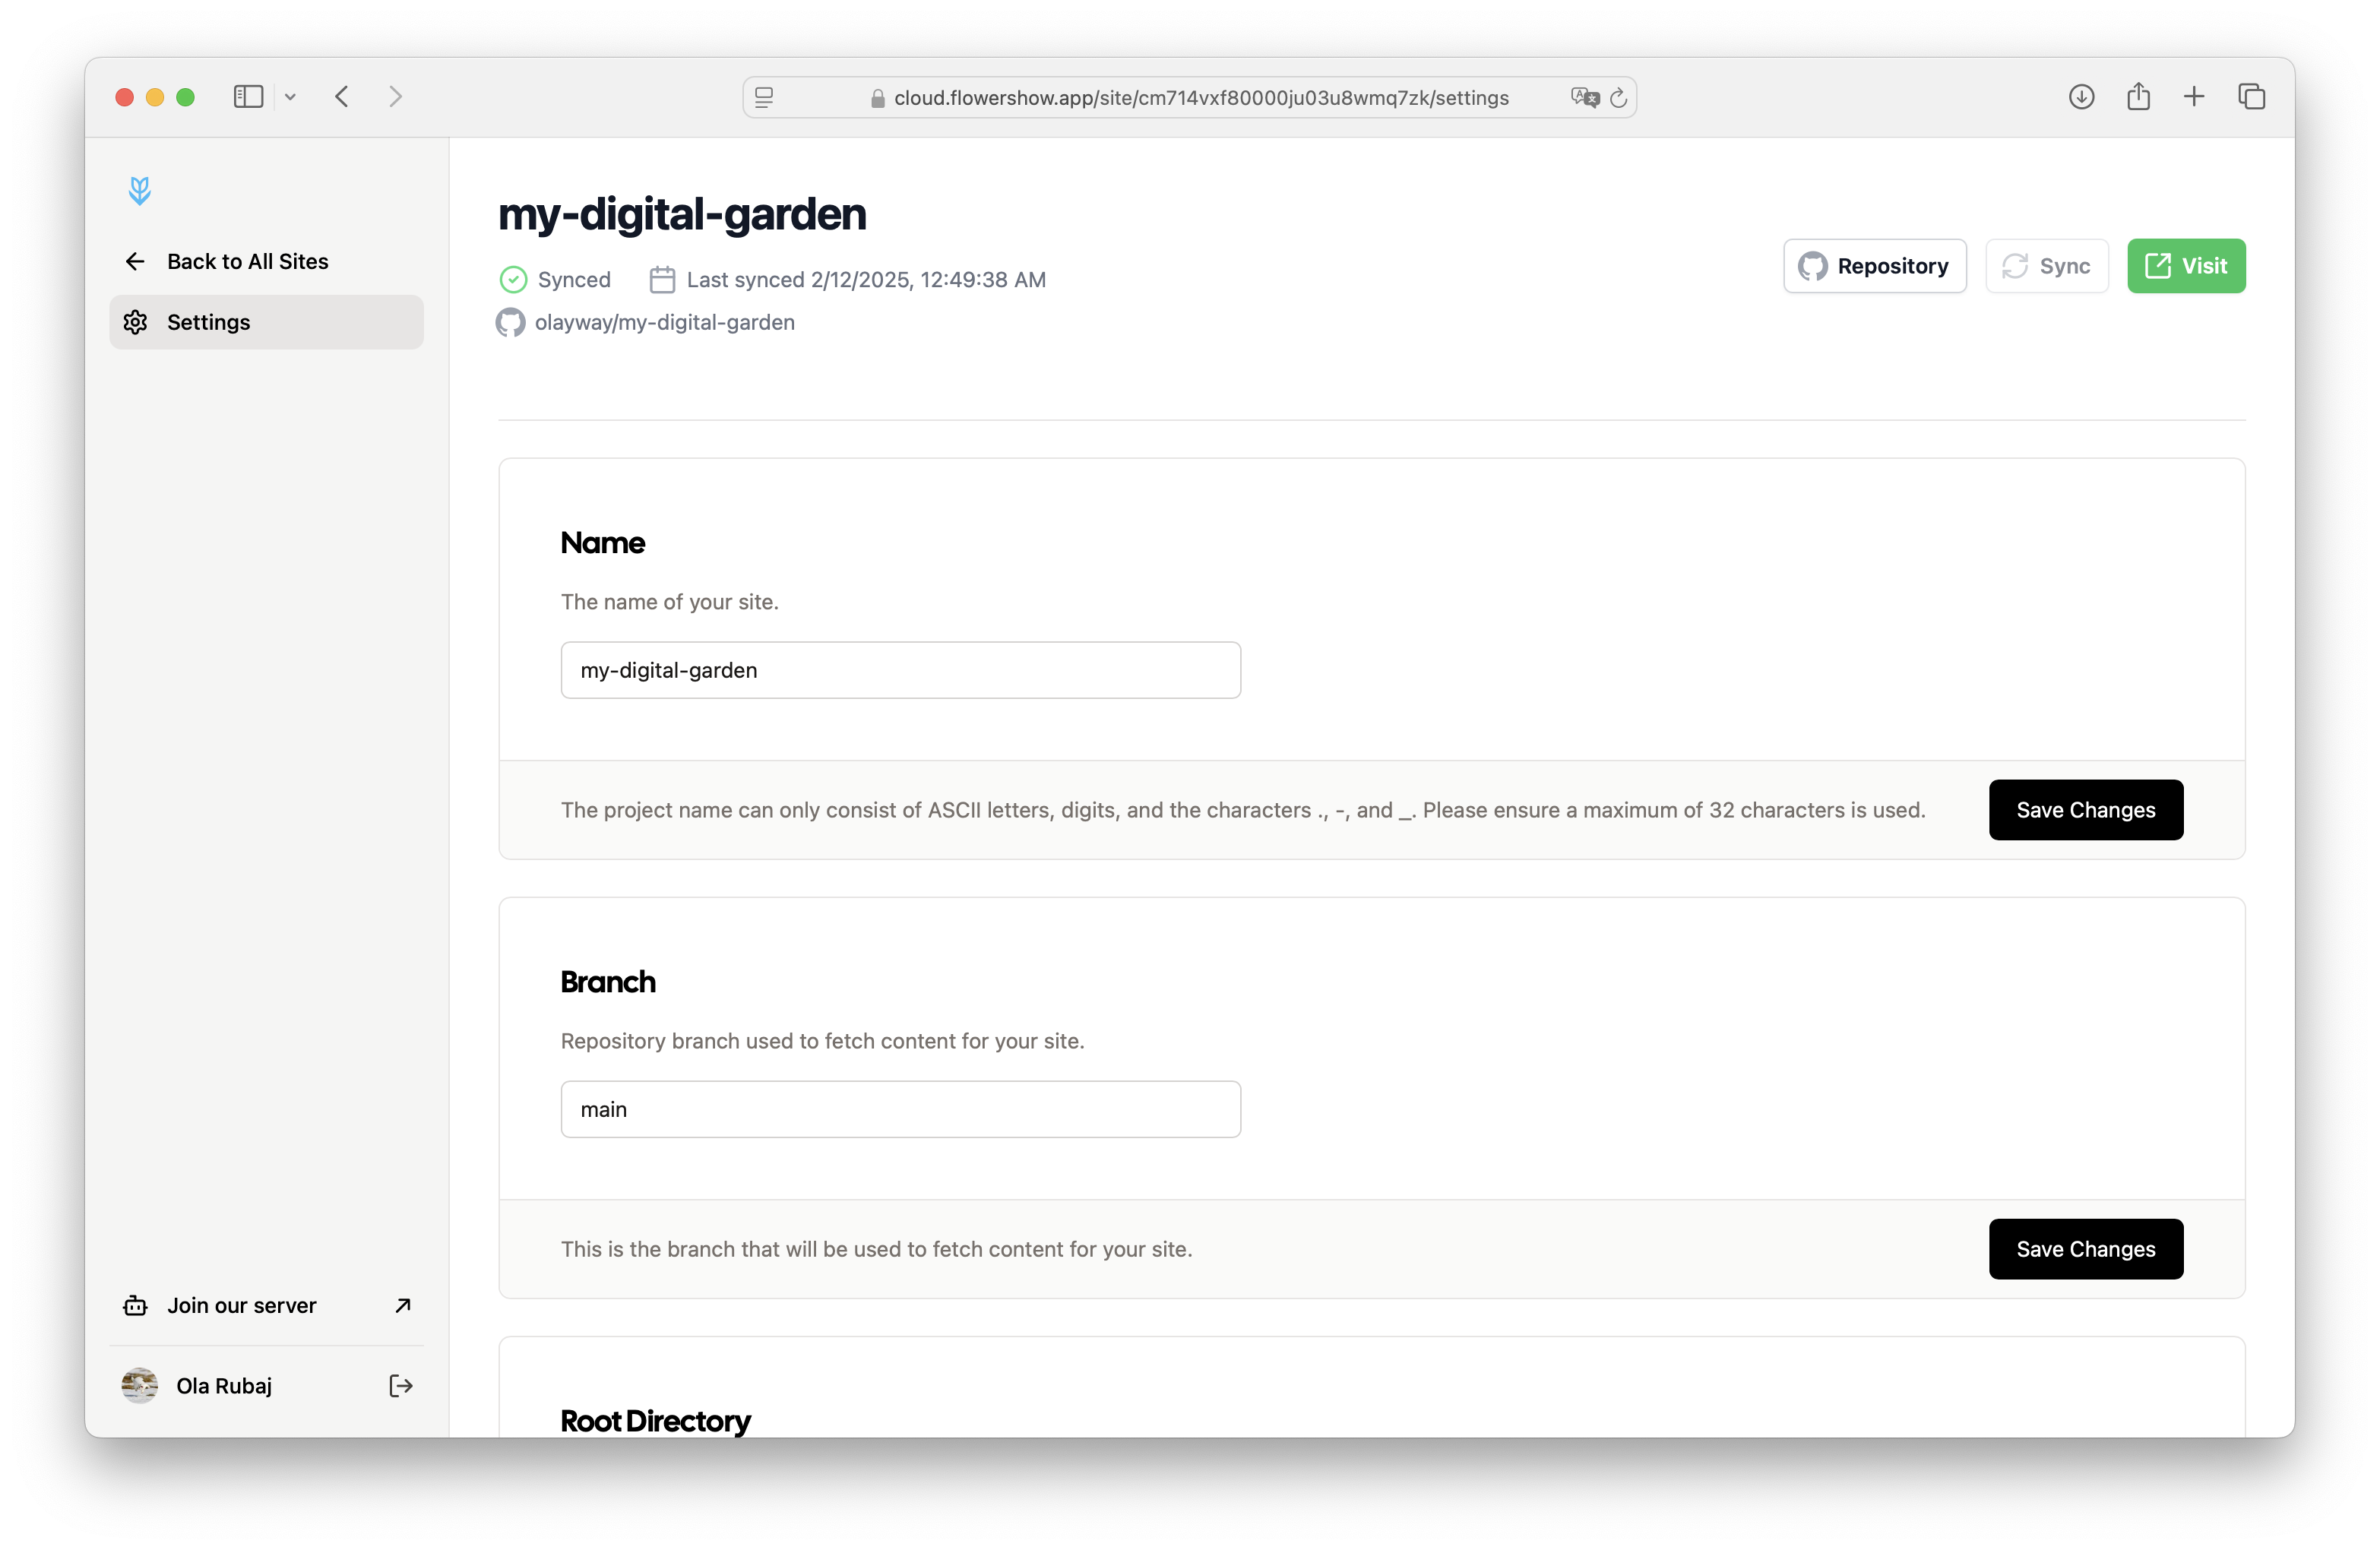 cloud.flowershow.app/site/cm714vxf80000ju03u8wmq7zk/settings
Back to All Sites
Settings
my-digital-garden
Synced Last synced 2/12/2025, 12:49:38 AM
olayway/my-digital-garden
Repository Sync Visit
Name
The name of your site.
my-digital-garden
The project name can only consist of ASCII letters, digits, and the characters ., -, and _. Please ensure a maximum of 32 characters is used. Save Changes
Branch
Repository branch used to fetch content for your site.
main
This is the branch that will be used to fetch content for your site. Save Changes
Root Directory
Join our server
Ola Rubaj